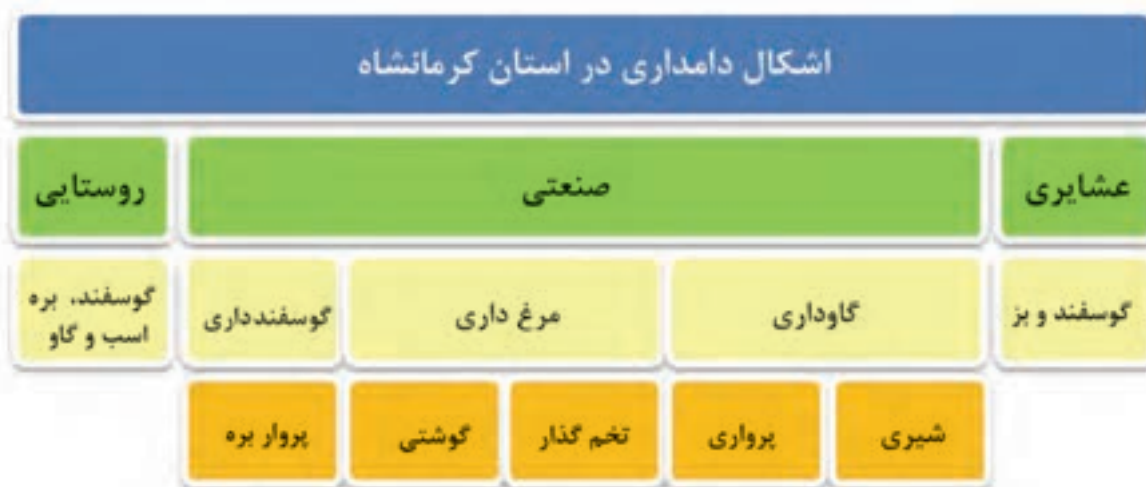 اشکال دامداری در استان کرمانشاه
عشایری
صنعتی
روستایی
گوسفند و بز
گاوداری
مرغ داری
گوسفندداری
گوسفند، بره
اسب و گاو
شیری
پرواری
تخم گذار
گوشتی
پروار بره